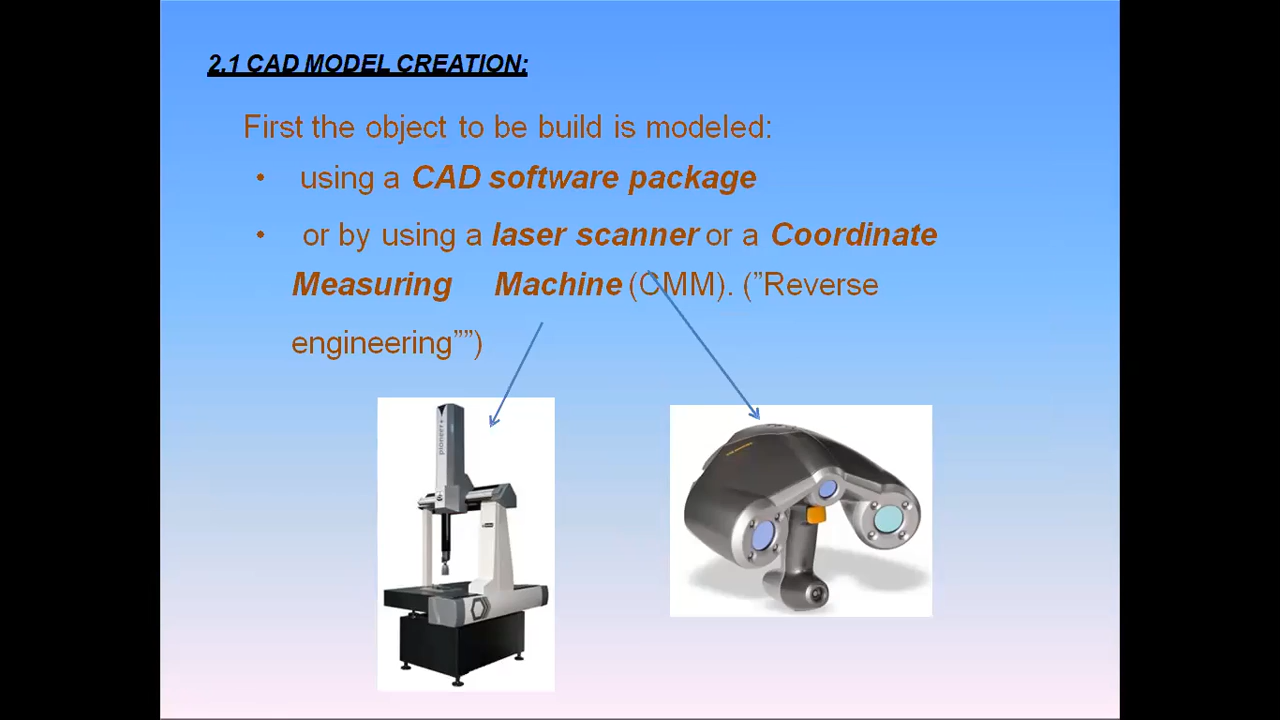 2.1 CAD MODEL CREATION:
First the object to be build is modeled:
• using a CAD software package
• or by using a laser scanner or a Coordinate
Measuring Machine (CMM). (”Reverse
engineering””)
pioneer+